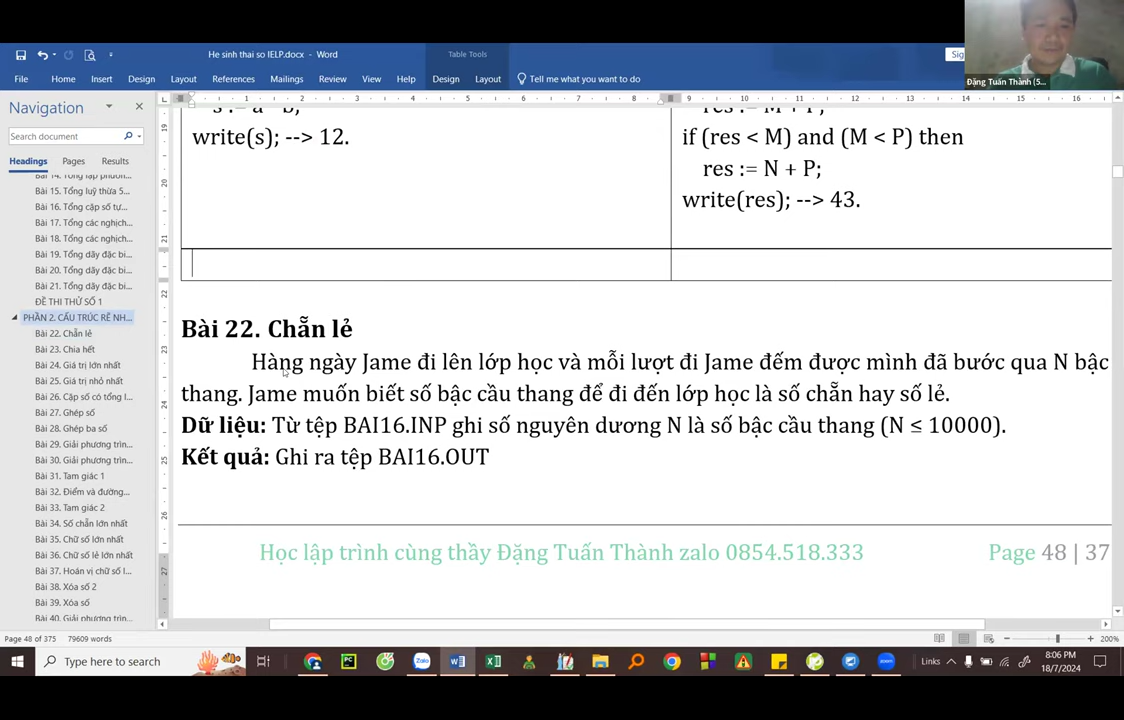 He sinh thai so IELP.docx - Word
Table Tools
Sig
File Home Insert Design Layout References Mailings Review View Help Design Layout Tell me what you want to do
Đặng Tuấn Thành (5...
Navigation
Search document
Headings Pages Results
Bài 15. Tổng luỹ thừa 5...
Bài 16. Tổng cặp số tự...
Bài 17. Tổng các nghịch...
Bài 18. Tổng các nghịch...
Bài 19. Tổng dãy đặc bi...
Bài 20. Tổng dãy đặc bi...
Bài 21. Tổng dãy đặc bi...
ĐỀ THI THỬ SỐ 1
PHẦN 2. CẤU TRÚC RẼ NH...
Bài 22. Chẵn lẻ
Bài 23. Chia hết
Bài 24. Giá trị lớn nhất
Bài 25. Giá trị nhỏ nhất
Bài 26. Cặp số có tổng l...
Bài 27. Ghép số
Bài 28. Ghép ba số
Bài 29. Giải phương trìn...
Bài 30. Giải phương trìn...
Bài 31. Tam giác 1
Bài 32. Điểm và đường...
Bài 33. Tam giác 2
Bài 34. Số chẵn lớn nhất
Bài 35. Chữ số lớn nhất
Bài 36. Chữ số lẻ lớn nhất
Bài 37. Hoán vị chữ số l...
Bài 38. Xóa số 2
Bài 39. Xóa số
Bài 40. Giải phương trìn...
write(s); --> 12.
if (res < M) and (M < P) then
res := N + P;
write(res); --> 43.
Bài 22. Chẵn lẻ
Hàng ngày Jame đi lên lớp học và mỗi lượt đi Jame đếm được mình đã bước qua N bậc
thang. Jame muốn biết số bậc cầu thang để đi đến lớp học là số chẵn hay số lẻ.
Dữ liệu: Từ tệp BAI16.INP ghi số nguyên dương N là số bậc cầu thang (N ≤ 10000).
Kết quả: Ghi ra tệp BAI16.OUT
Học lập trình cùng thầy Đặng Tuấn Thành zalo 0854.518.333 Page 48 | 37
Page 48 of 375 79609 words
200%
Type here to search
Links
8:06 PM
18/7/2024